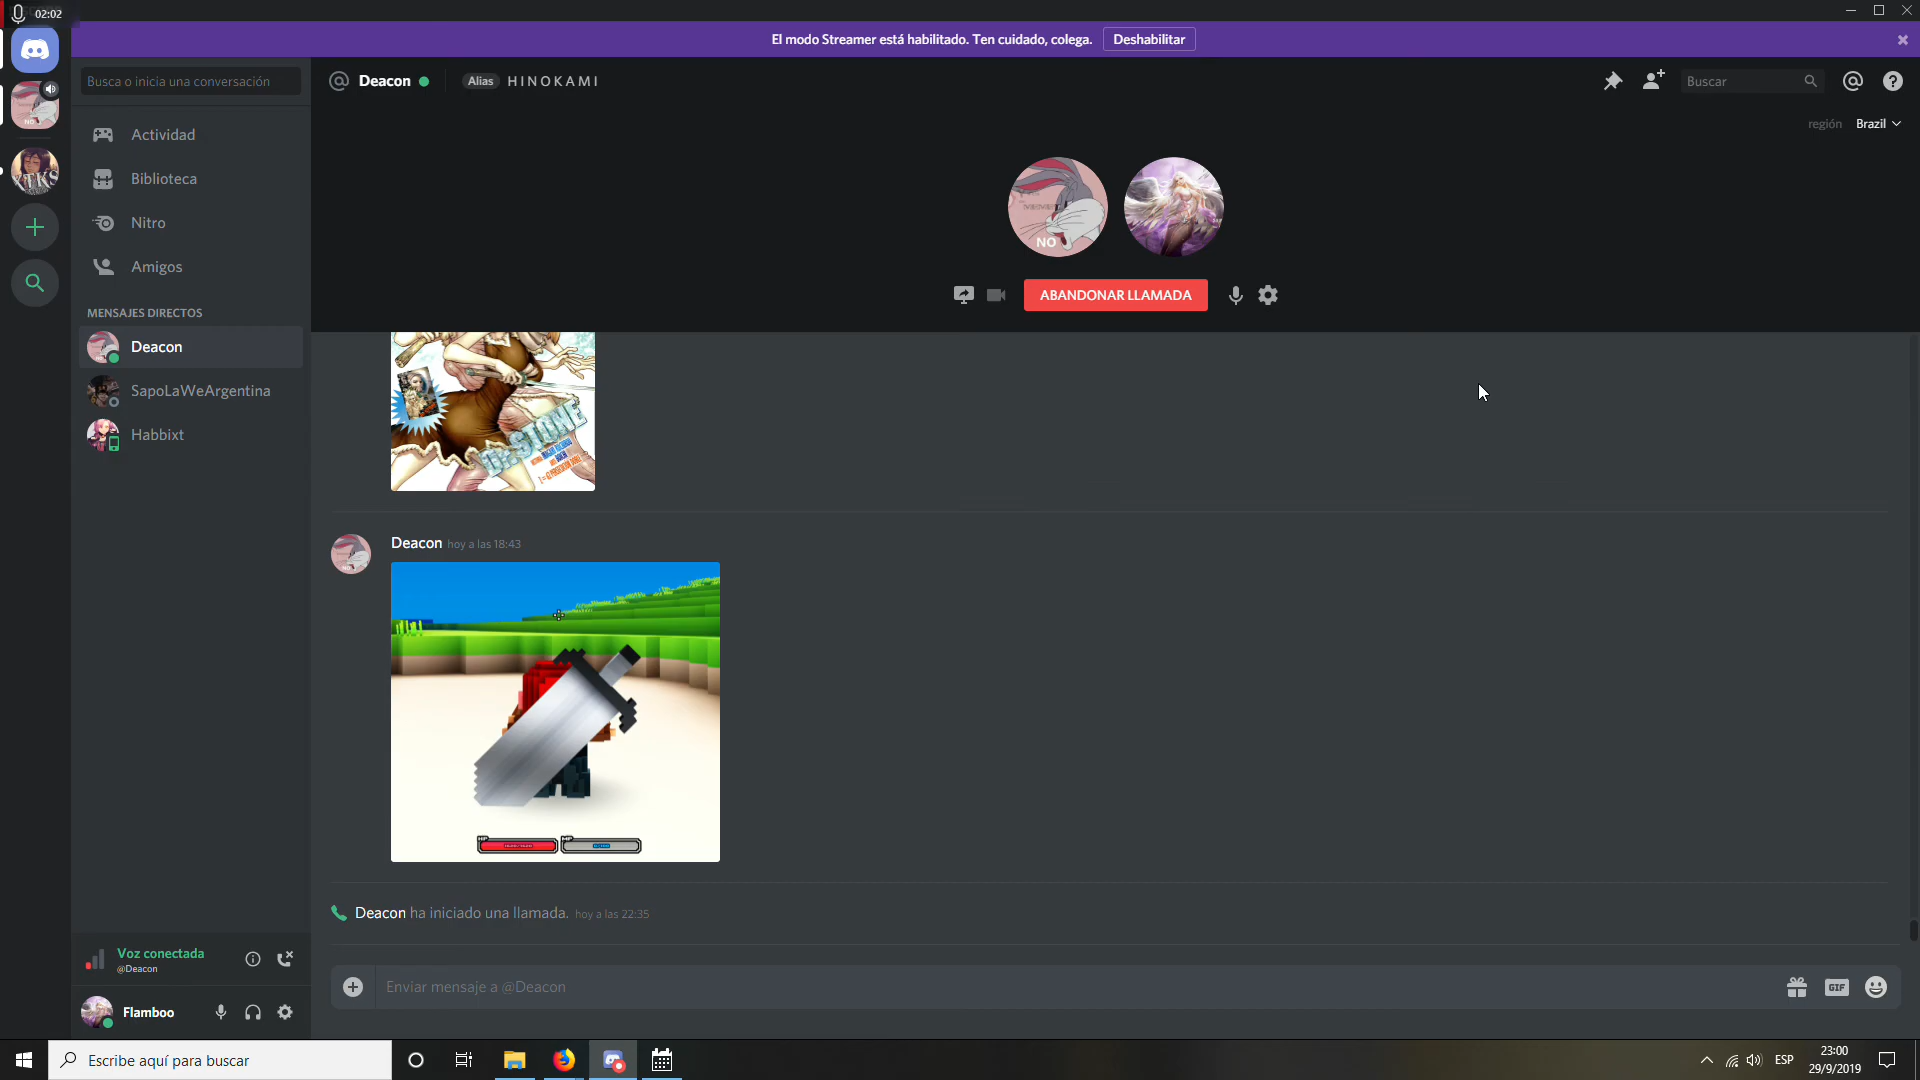 02:02
El modo Streamer está habilitado. Ten cuidado, colega.
Deshabilitar
Busca o inicia una conversación
Deacon
Alias
HINOKAMI
Buscar
región
Brazil
Actividad
Biblioteca
Nitro
Amigos
MENSAJES DIRECTOS
Deacon
SapoLaWeArgentina
Habbixt
NO
ABANDONAR LLAMADA
Dr.STONE
Deacon hoy a las 18:43
Deacon ha iniciado una llamada. hoy a las 22:35
Voz conectada
@Deacon
Flamboo
Enviar mensaje a @Deacon
GIF
Escribe aquí para buscar
ESP
23:00
29/9/2019